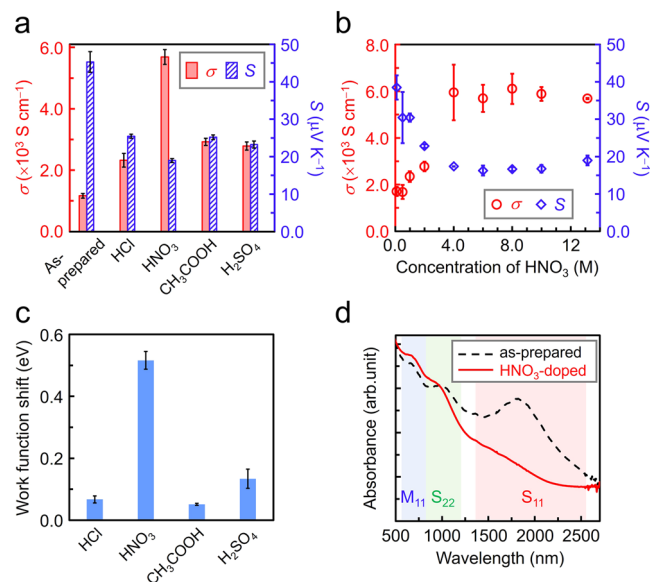 a
σ (×10³ S cm⁻¹)
6.0
4.0
2.0
0.0
σ S
50
40
30
20
10
0
S (μV K⁻¹)
As-
prepared
HCl
HNO₃
CH₃COOH
H₂SO₄
b
σ (×10³ S cm⁻¹)
8.0
6.0
4.0
2.0
0.0
σ S
50
40
30
20
10
0
S (μV K⁻¹)
0.0 4.0 8.0 12.0
Concentration of HNO₃ (M)
c
Work function shift (eV)
0.6
0.4
0.2
0.0
HCl
HNO₃
CH₃COOH
H₂SO₄
d
Absorbance (arb.unit)
as-prepared
HNO₃-doped
M₁₁ S₂₂ S₁₁
500 1000 1500 2000 2500
Wavelength (nm)